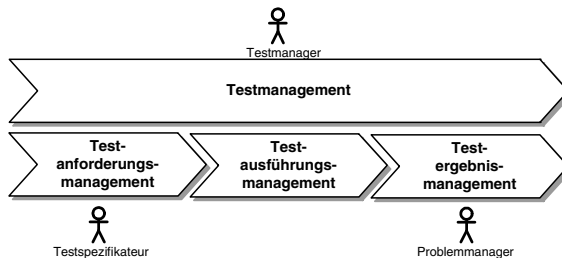 Testmanager
Testmanagement
Test-
anforderungs-
management
Test-
ausführungs-
management
Test-
ergebnis-
management
Testspezifikateur
Problemmanager